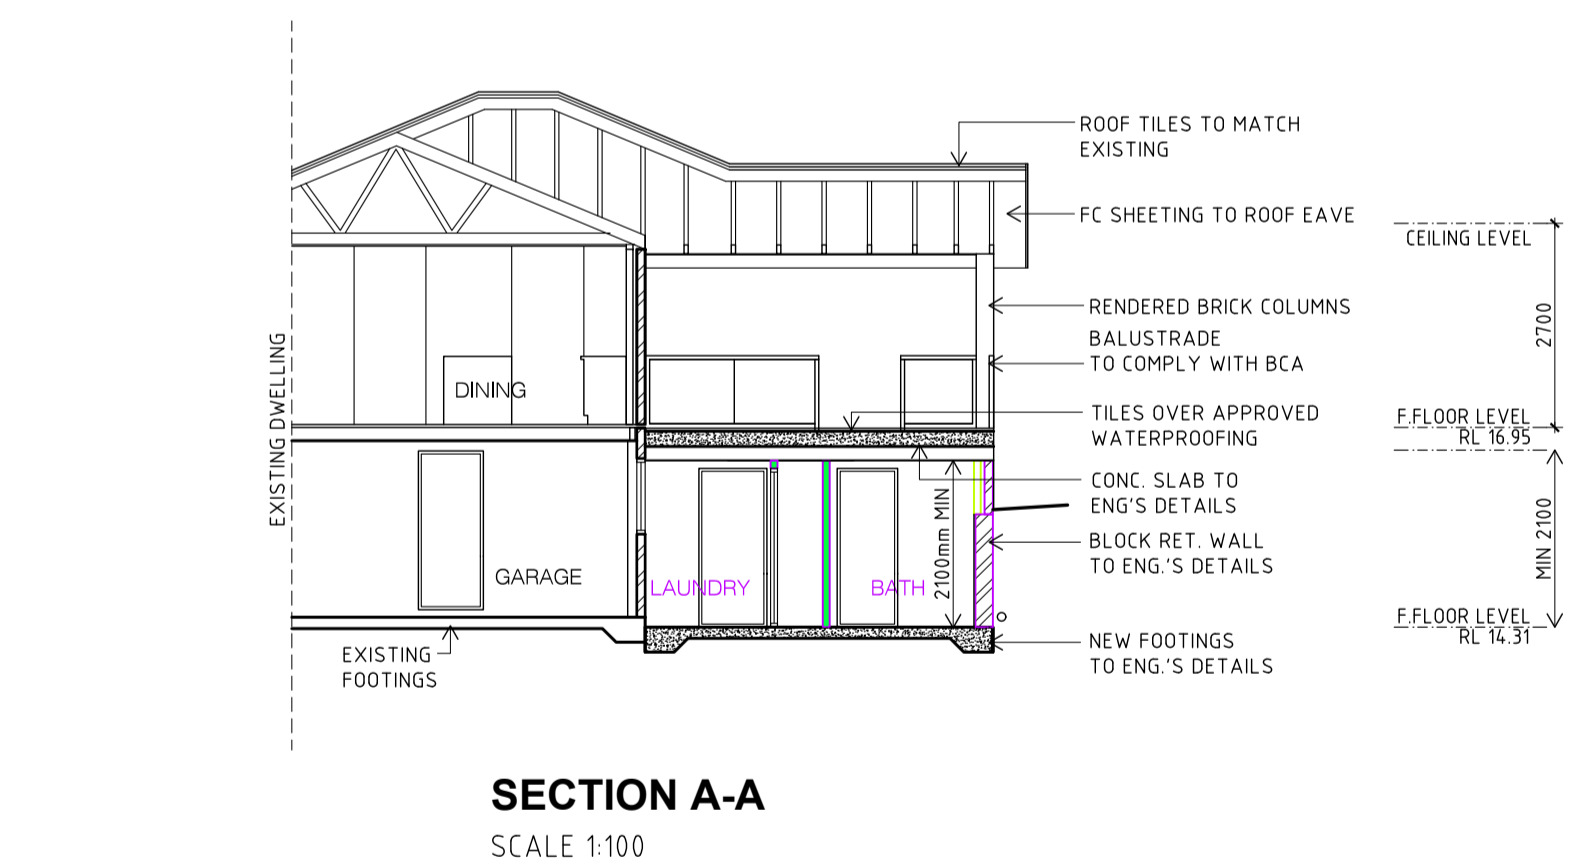 ROOF TILES TO MATCH
EXISTING
FC SHEETING TO ROOF EAVE
CEILING LEVEL
2700
RENDERED BRICK COLUMNS
BALUSTRADE
TO COMPLY WITH BCA
EXISTING DWELLING
DINING
TILES OVER APPROVED
WATERPROOFING
F.FLOOR LEVEL
RL 16.95
CONC. SLAB TO
ENG'S DETAILS
2100mm MIN
MIN 2100
BLOCK RET. WALL
TO ENG.'S DETAILS
GARAGE
LAUNDRY
BATH
F.FLOOR LEVEL
RL 14.31
EXISTING
FOOTINGS
NEW FOOTINGS
TO ENG.'S DETAILS
SECTION A-A
SCALE 1:100